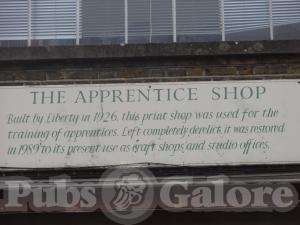 THE APPRENTICE SHOP
Built by Liberty in 1926, this print shop was used for the
training of apprentices. Left completely derelict, it was restored
in 1989 to its present use as craft shops and studio offices.
Pubs Galore